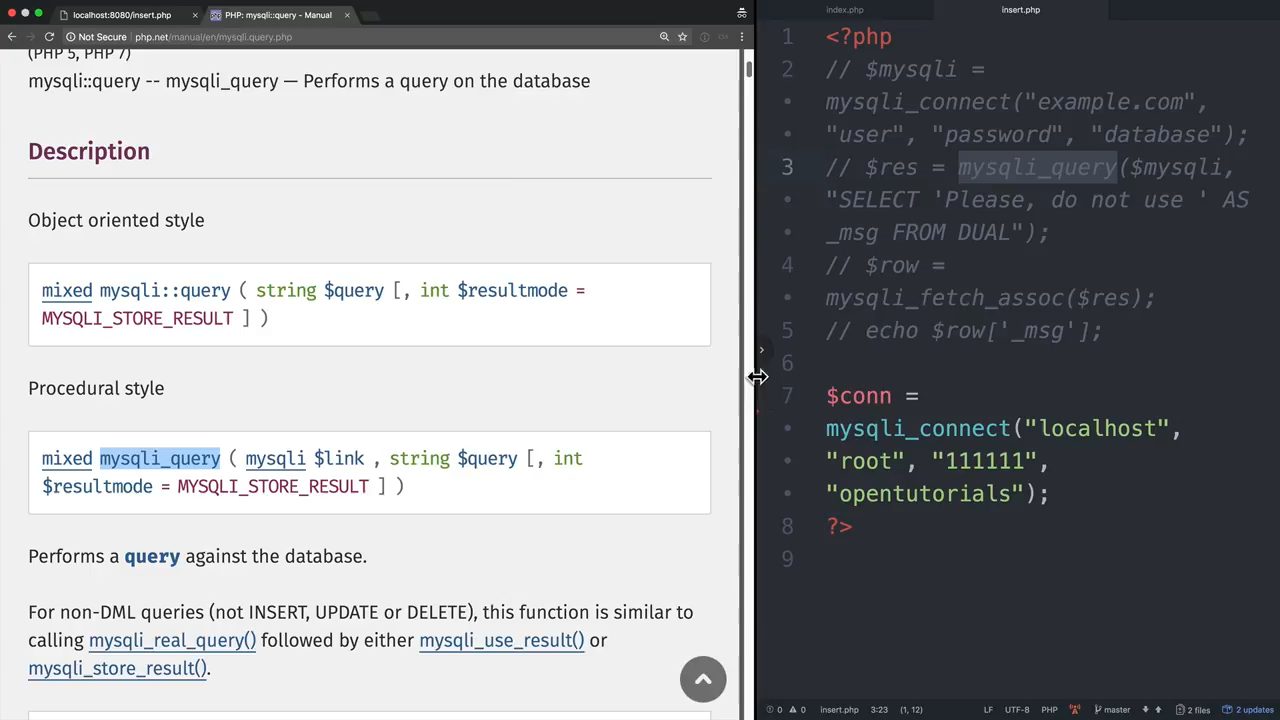 localhost:8080/insert.php
PHP: mysqli::query - Manual
Not Secure php.net/manual/en/mysqli.query.php
(PHP 5, PHP 7)
mysqli::query -- mysqli_query — Performs a query on the database
Description
Object oriented style
mixed mysqli::query ( string $query [, int $resultmode =
MYSQLI_STORE_RESULT ] )
Procedural style
mixed mysqli_query ( mysqli $link , string $query [, int
$resultmode = MYSQLI_STORE_RESULT ] )
Performs a query against the database.
For non-DML queries (not INSERT, UPDATE or DELETE), this function is similar to
calling mysqli_real_query() followed by either mysqli_use_result() or
mysqli_store_result().
index.php
insert.php
1 <?php
2 // $mysqli =
mysqli_connect("example.com",
"user", "password", "database");
3 // $res = mysqli_query($mysqli,
"SELECT 'Please, do not use ' AS
_msg FROM DUAL");
4 // $row =
mysqli_fetch_assoc($res);
5 // echo $row['_msg'];
6
7 $conn =
mysqli_connect("localhost",
"root", "111111",
"opentutorials");
8 ?>
9
0 0 insert.php 3:23 (1, 12) LF UTF-8 PHP master 2 files 2 updates